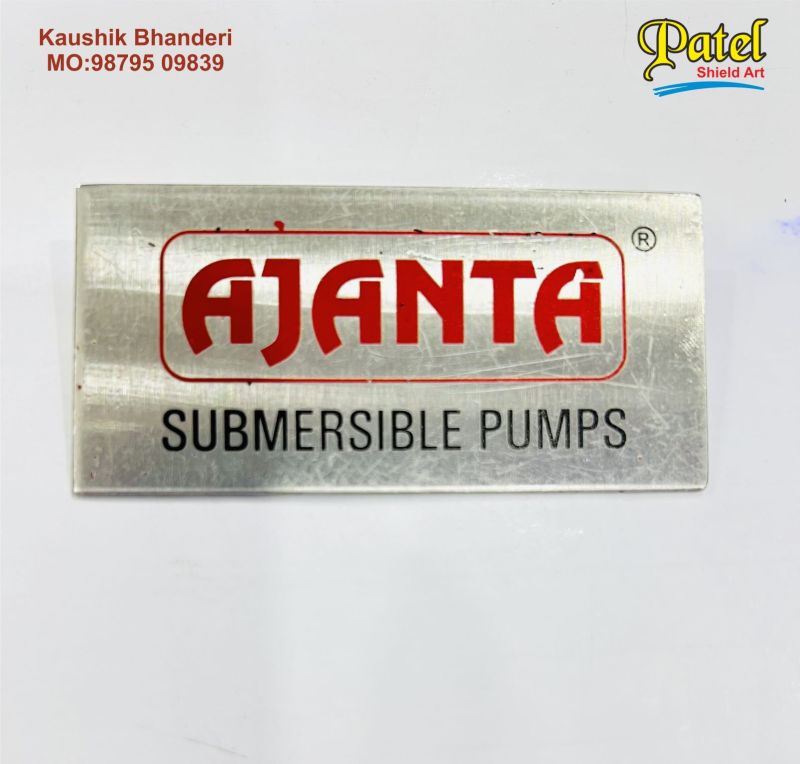 Kaushik Bhanderi
MO:98795 09839
Patel
Shield Art
AJANTA ®
SUBMERSIBLE PUMPS